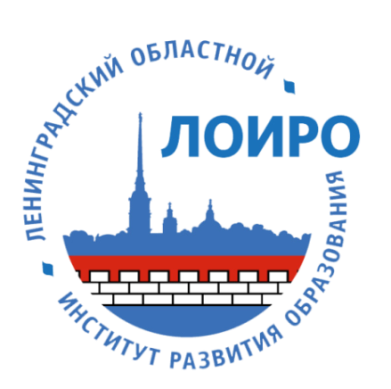 ЛЕНИНГРАДСКИЙ ОБЛАСТНОЙ
ЛОИРО
ИНСТИТУТ РАЗВИТИЯ ОБРАЗОВАНИЯ